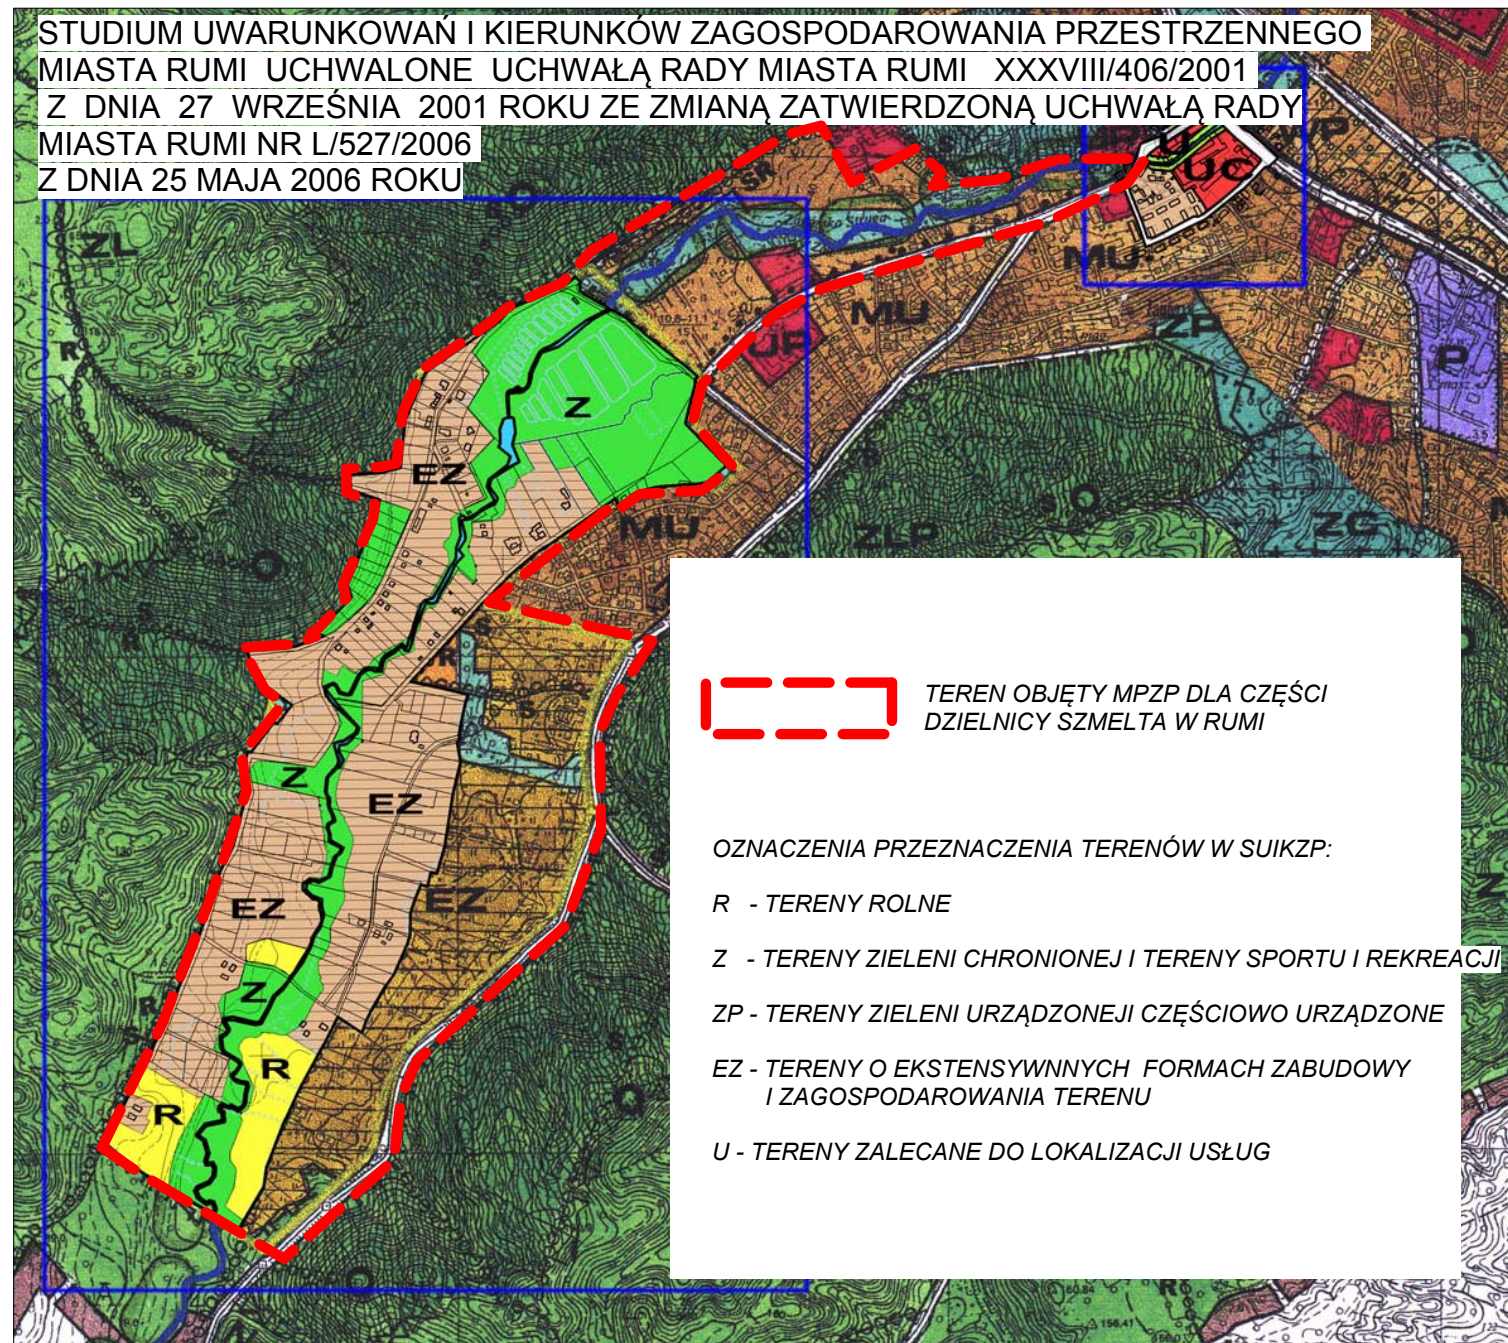 STUDIUM UWARUNKOWAŃ I KIERUNKÓW ZAGOSPODAROWANIA PRZESTRZENNEGO
MIASTA RUMI UCHWALONE UCHWAŁĄ RADY MIASTA RUMI XXXVIII/406/2001
Z DNIA 27 WRZEŚNIA 2001 ROKU ZE ZMIANĄ ZATWIERDZONĄ UCHWAŁĄ RADY
MIASTA RUMI NR L/527/2006
Z DNIA 25 MAJA 2006 ROKU
U
WP
UC
SR
ZL
MU
MU
ZP
R
UP
P
Z
EZ
MU
ZLP
ZC
S
R
Z
EZ
EZ
EZ
Z
R
R
TEREN OBJĘTY MPZP DLA CZĘŚCI
DZIELNICY SZMELTA W RUMI
OZNACZENIA PRZEZNACZENIA TERENÓW W SUIKZP:
R - TERENY ROLNE
Z - TERENY ZIELENI CHRONIONEJ I TERENY SPORTU I REKREACJI
ZP - TERENY ZIELENI URZĄDZONEJI CZĘŚCIOWO URZĄDZONE
EZ - TERENY O EKSTENSYWNNYCH FORMACH ZABUDOWY
I ZAGOSPODAROWANIA TERENU
U - TERENY ZALECANE DO LOKALIZACJI USŁUG
156.41